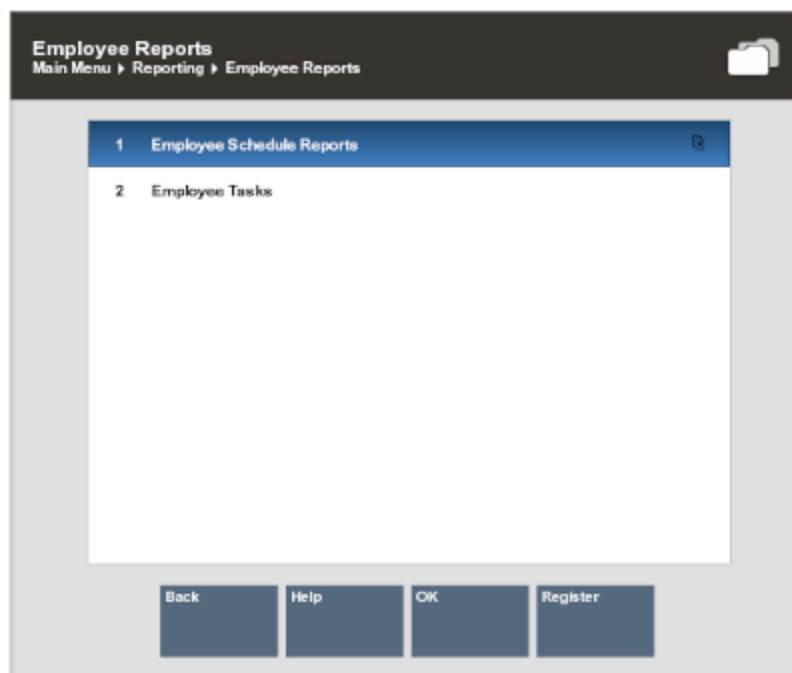 Employee Reports
Main Menu ▸ Reporting ▸ Employee Reports
1 Employee Schedule Reports
2 Employee Tasks
Back Help OK Register